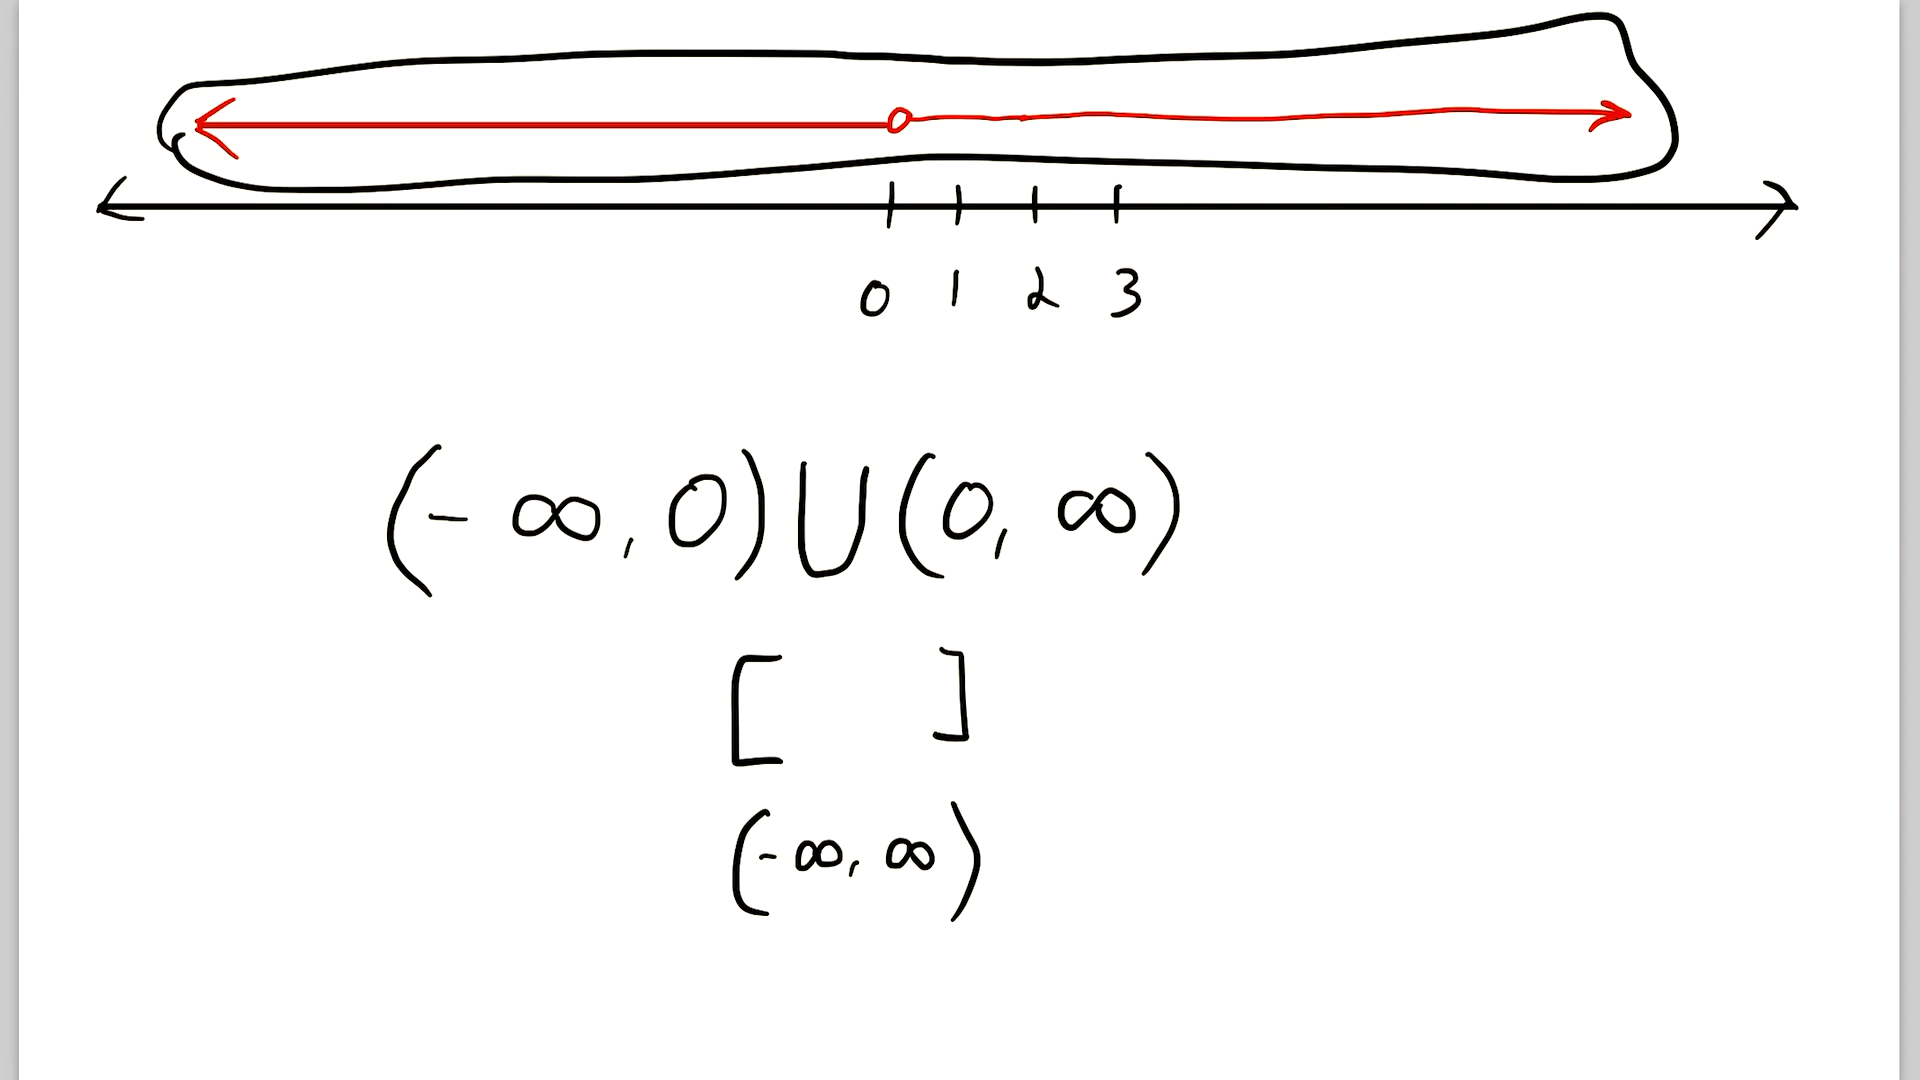 0 1 2 3
(-∞, 0) ∪ (0, ∞)
[ ]
(-∞, ∞)